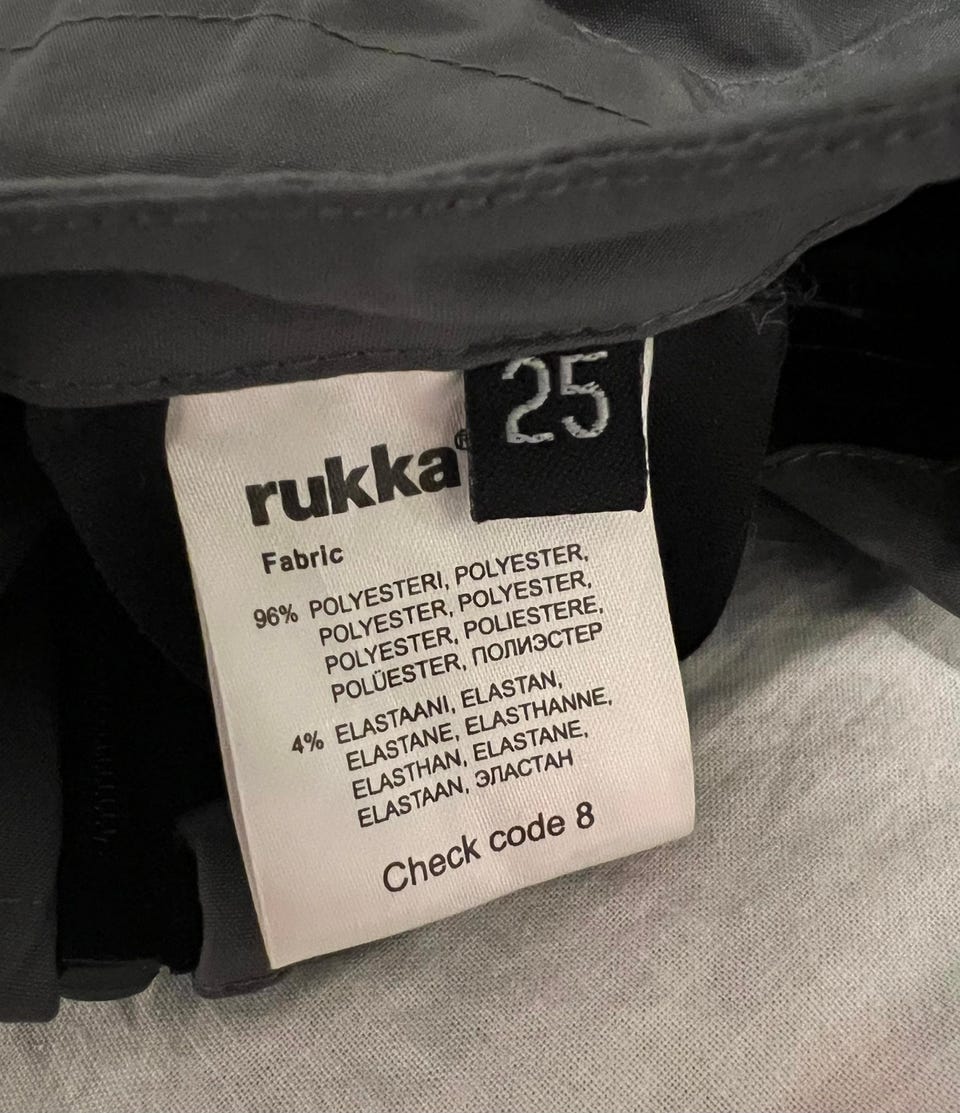 25
rukka®
Fabric
96% POLYESTERI, POLYESTER,
POLYESTER, POLYESTER,
POLYESTER, POLIESTERE,
POLÜESTER, ПОЛИЭСТЕР
4% ELASTAANI, ELASTAN,
ELASTANE, ELASTHANNE,
ELASTHAN, ELASTANE,
ELASTAAN, ЭЛАСТАН
Check code 8